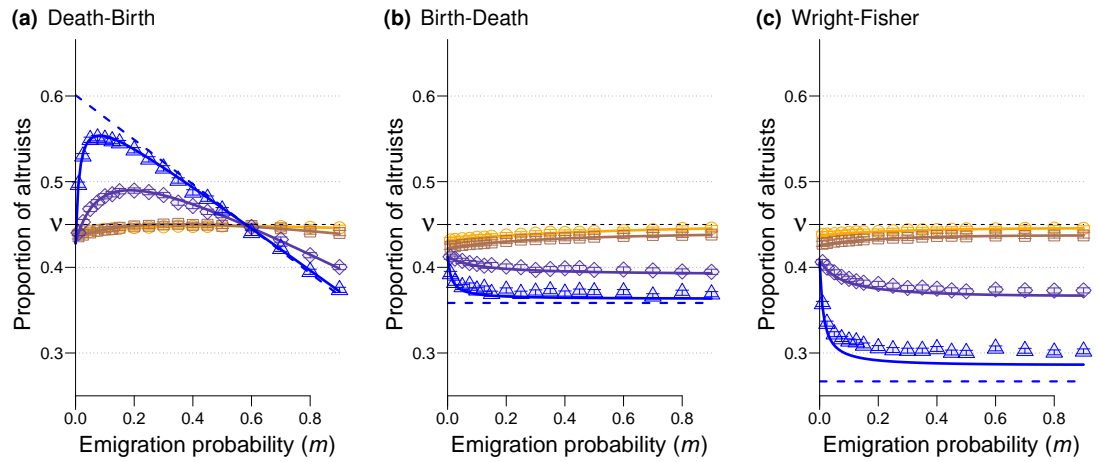 (a) Death-Birth
Proportion of altruists
0.6
0.5
ν
0.4
0.3
0.0 0.2 0.4 0.6 0.8
Emigration probability (m)
(b) Birth-Death
Proportion of altruists
0.6
0.5
ν
0.4
0.3
0.0 0.2 0.4 0.6 0.8
Emigration probability (m)
(c) Wright-Fisher
Proportion of altruists
0.6
0.5
ν
0.4
0.3
0.0 0.2 0.4 0.6 0.8
Emigration probability (m)